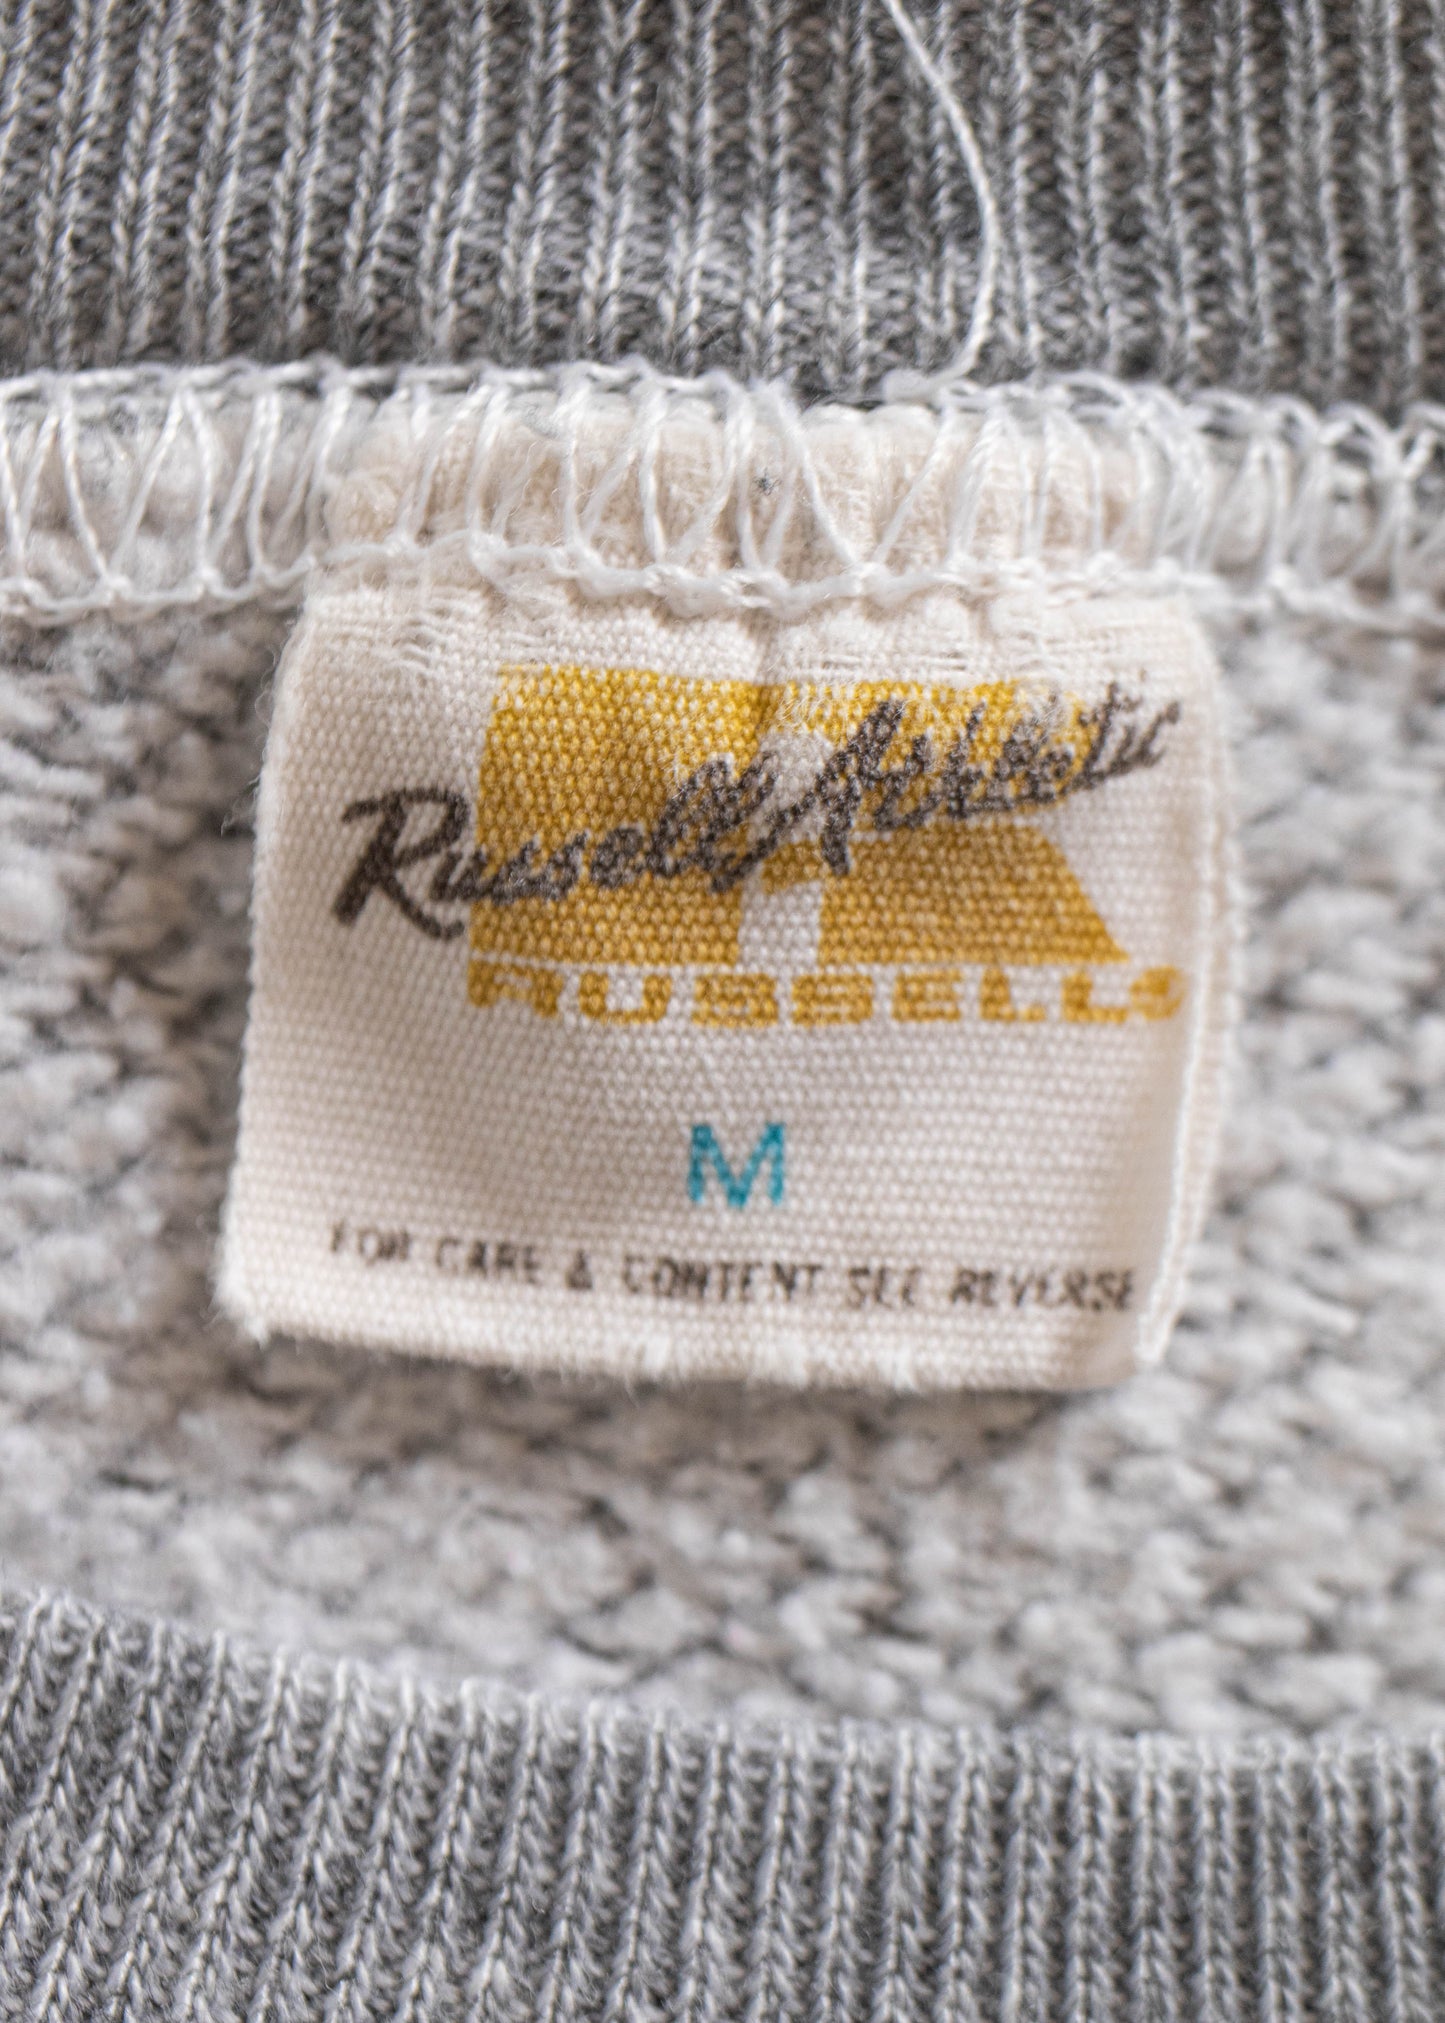 Russell Athletic
RUSSELL
M
FOR CARE & CONTENT SEE REVERSE